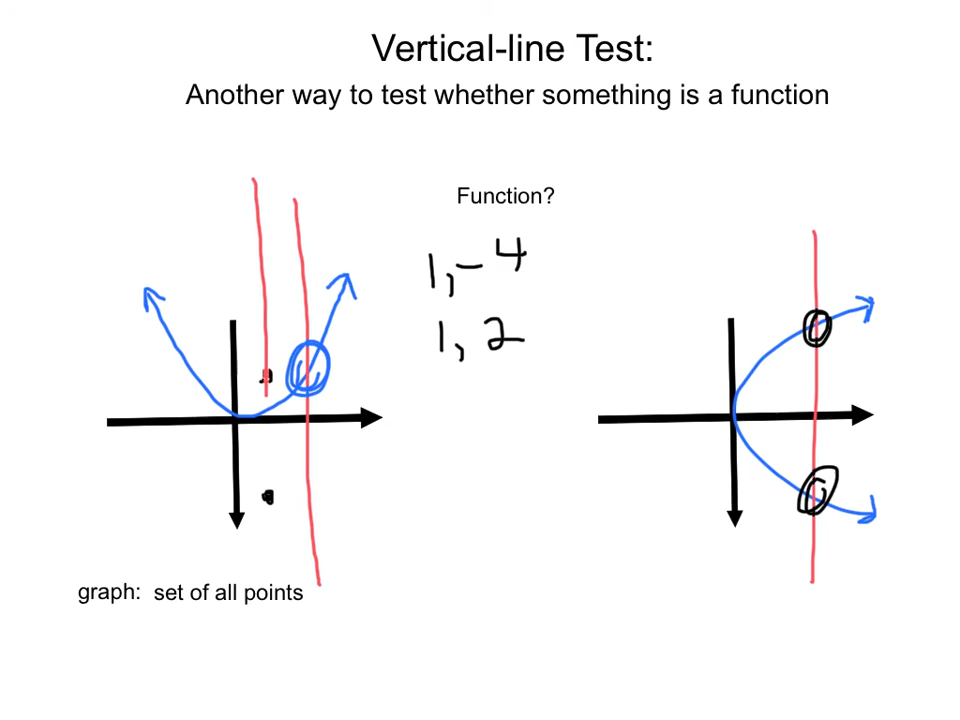 Vertical-line Test:
Another way to test whether something is a function
Function?
1,-4
1, 2
graph: set of all points